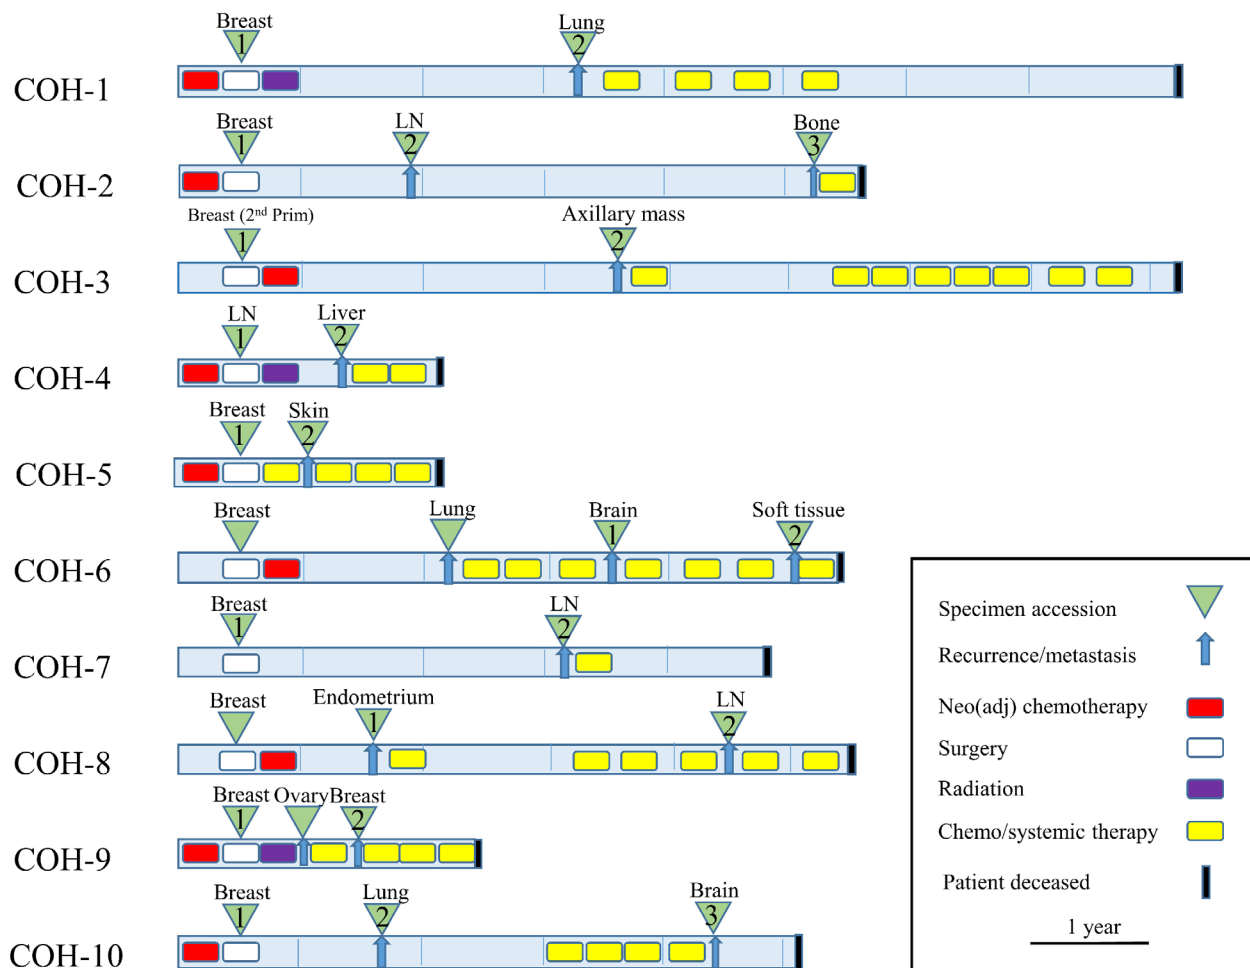 Breast Lung
1 2
COH-1
Breast LN Bone
1 2 3
COH-2
Breast (2nd Prim) Axillary mass
1 2
COH-3
LN Liver
1 2
COH-4
Breast Skin
1 2
COH-5
Breast Lung Brain Soft tissue
1 2
COH-6
Breast LN
1 2
COH-7
Breast Endometrium LN
1 2
COH-8
Breast Ovary Breast
1 2
COH-9
Breast Lung Brain
1 2 3
COH-10
Specimen accession
Recurrence/metastasis
Neo(adj) chemotherapy
Surgery
Radiation
Chemo/systemic therapy
Patient deceased
1 year